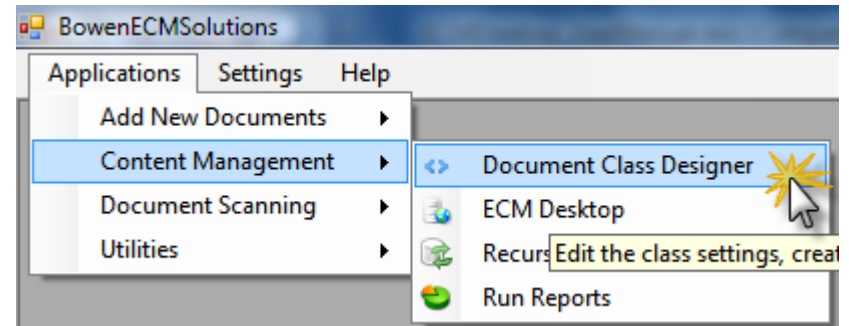 BowenECMSolutions
Applications Settings Help
Add New Documents
Content Management
Document Scanning
Utilities
Document Class Designer
ECM Desktop
Recurs
Edit the class settings, creat
Run Reports